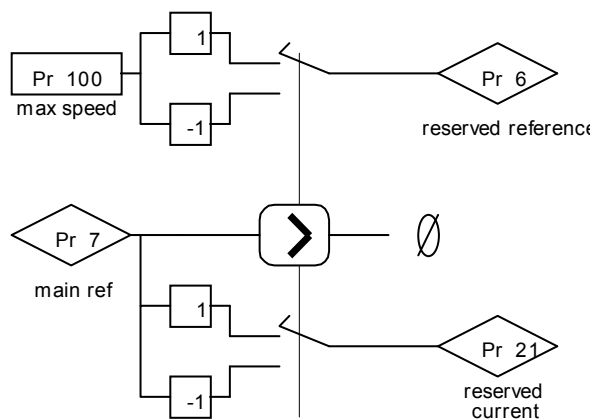 1
Pr 100
Pr 6
max speed
-1
reserved reference
Pr 7
>
Ø
main ref
1
Pr 21
-1
reserved
current